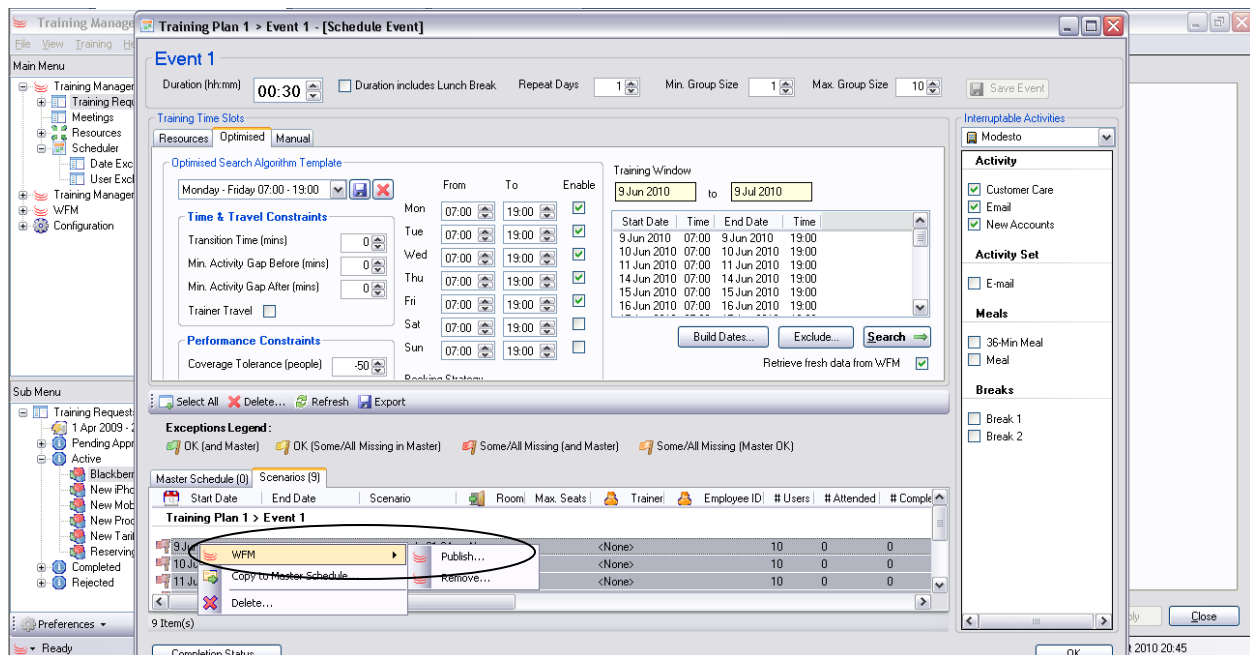 Training Manage
File View Training He
Main Menu
Training Manager
Training Requ
Meetings
Resources
Scheduler
Date Exc
User Excl
Training Manager
WFM
Configuration
Sub Menu
Training Request
1 Apr 2009 - 2
Pending Appr
Active
Blackberr
New iPho
New Mob
New Prod
New Tarif
Reserving
Completed
Rejected
Preferences
Ready
Training Plan 1 > Event 1 - [Schedule Event]
Event 1
Duration (hh:mm) 00:30 Duration includes Lunch Break Repeat Days 1 Min. Group Size 1 Max. Group Size 10 Save Event
Training Time Slots
Resources Optimised Manual
Optimised Search Algorithm Template
Monday - Friday 07:00 - 19:00
Time & Travel Constraints
Transition Time (mins) 0
Min. Activity Gap Before (mins) 0
Min. Activity Gap After (mins) 0
Trainer Travel
Performance Constraints
Coverage Tolerance (people) -50
From To Enable
Mon 07:00 19:00
Tue 07:00 19:00
Wed 07:00 19:00
Thu 07:00 19:00
Fri 07:00 19:00
Sat 07:00 19:00
Sun 07:00 19:00
Booking Strategy
Training Window
9 Jun 2010 to 9 Jul 2010
Start Date Time End Date Time
9 Jun 2010 07:00 9 Jun 2010 19:00
10 Jun 2010 07:00 10 Jun 2010 19:00
11 Jun 2010 07:00 11 Jun 2010 19:00
14 Jun 2010 07:00 14 Jun 2010 19:00
15 Jun 2010 07:00 15 Jun 2010 19:00
16 Jun 2010 07:00 16 Jun 2010 19:00
Build Dates... Exclude... Search
Retrieve fresh data from WFM
Interruptable Activities
Modesto
Activity
Customer Care
Email
New Accounts
Activity Set
E-mail
Meals
36-Min Meal
Meal
Breaks
Break 1
Break 2
Select All Delete... Refresh Export
Exceptions Legend:
OK (and Master) OK (Some/All Missing in Master) Some/All Missing (and Master) Some/All Missing (Master OK)
Master Schedule (0) Scenarios (9)
Start Date End Date Scenario Room Max. Seats Trainer Employee ID # Users # Attended # Comple
Training Plan 1 > Event 1
9 Ju <None> 10 0 0
10 Ju <None> 10 0 0
11 Ju <None> 10 0 0
WFM
Copy to Master Schedule...
Delete...
Publish...
Remove...
9 Item(s)
Completion Status...
OK
Close
2010 20:45